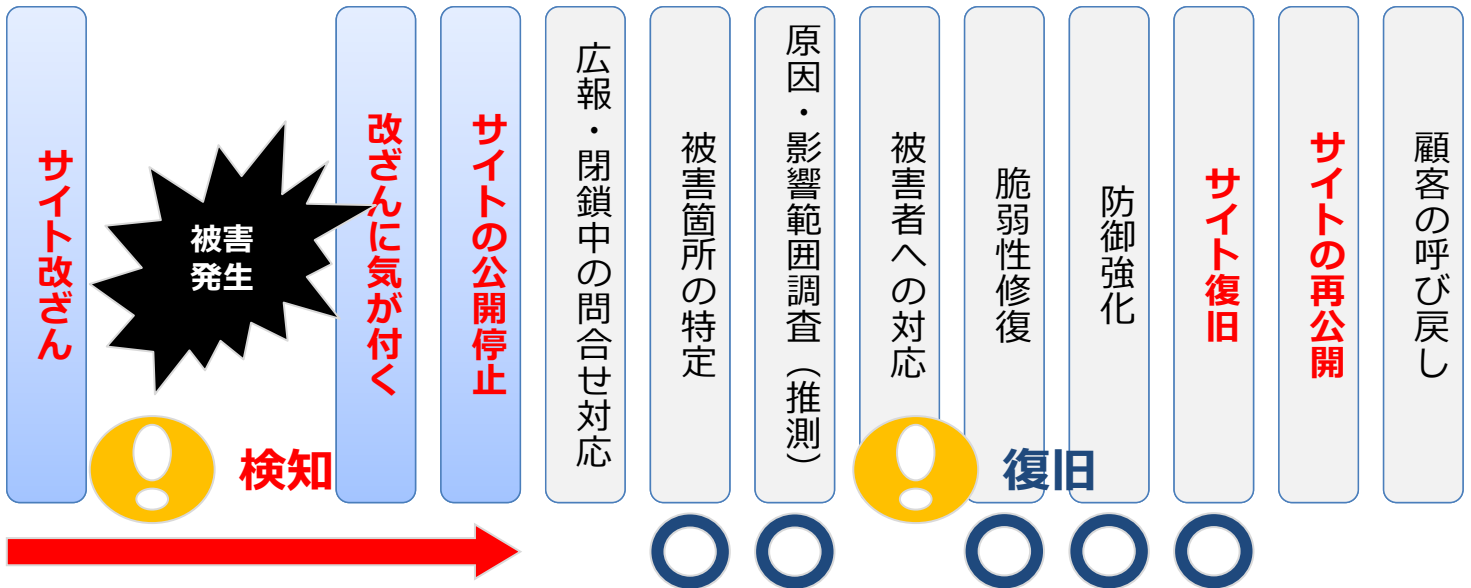 サイト改ざん
被害
発生
改ざんに気が付く
サイトの公開停止
広報・閉鎖中の問合せ対応
被害箇所の特定
原因・影響範囲調査（推測）
被害者への対応
脆弱性修復
防御強化
サイト復旧
サイトの再公開
顧客の呼び戻し
検知
復旧